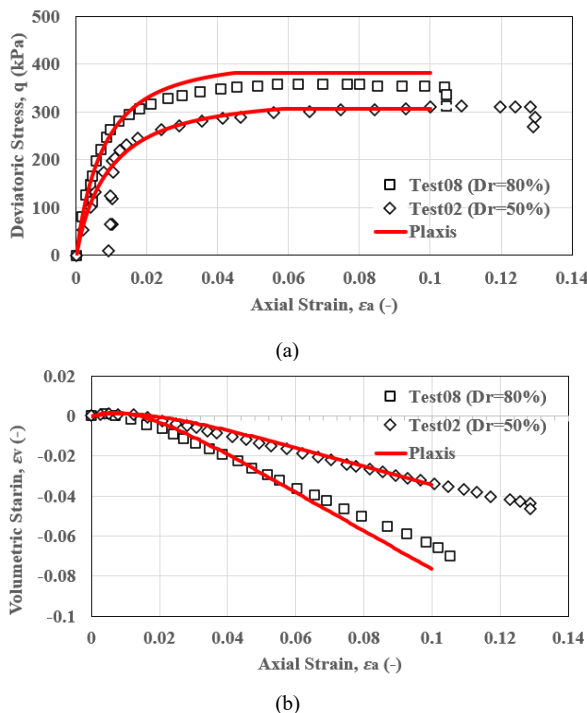 500
400
300
200
100
0
Deviatoric Stress, q (kPa)
Test08 (Dr=80%)
Test02 (Dr=50%)
Plaxis
0 0.02 0.04 0.06 0.08 0.1 0.12 0.14
Axial Strain, εa (-)
(a)
0.02
0
-0.02
-0.04
-0.06
-0.08
-0.1
Volumetric Starin, εv (-)
Test08 (Dr=80%)
Test02 (Dr=50%)
Plaxis
0 0.02 0.04 0.06 0.08 0.1 0.12 0.14
Axial Strain, εa (-)
(b)